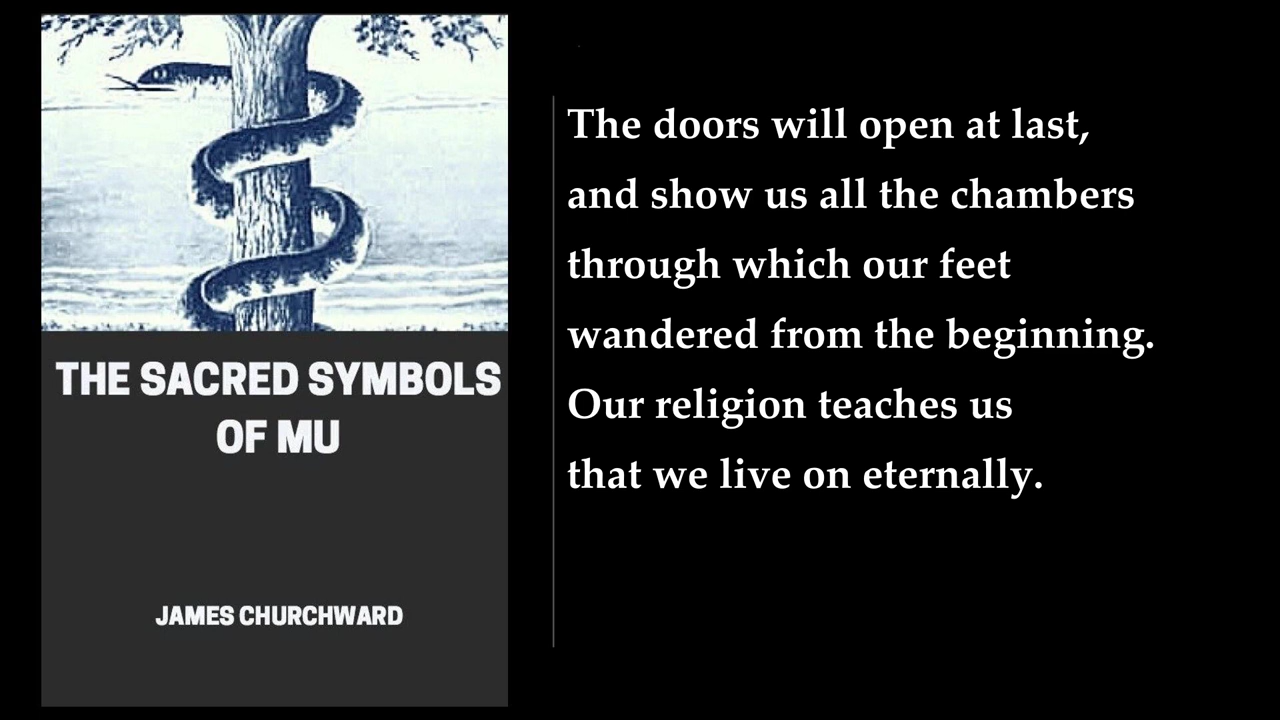 THE SACRED SYMBOLS
OF MU
JAMES CHURCHWARD
The doors will open at last,
and show us all the chambers
through which our feet
wandered from the beginning.
Our religion teaches us
that we live on eternally.